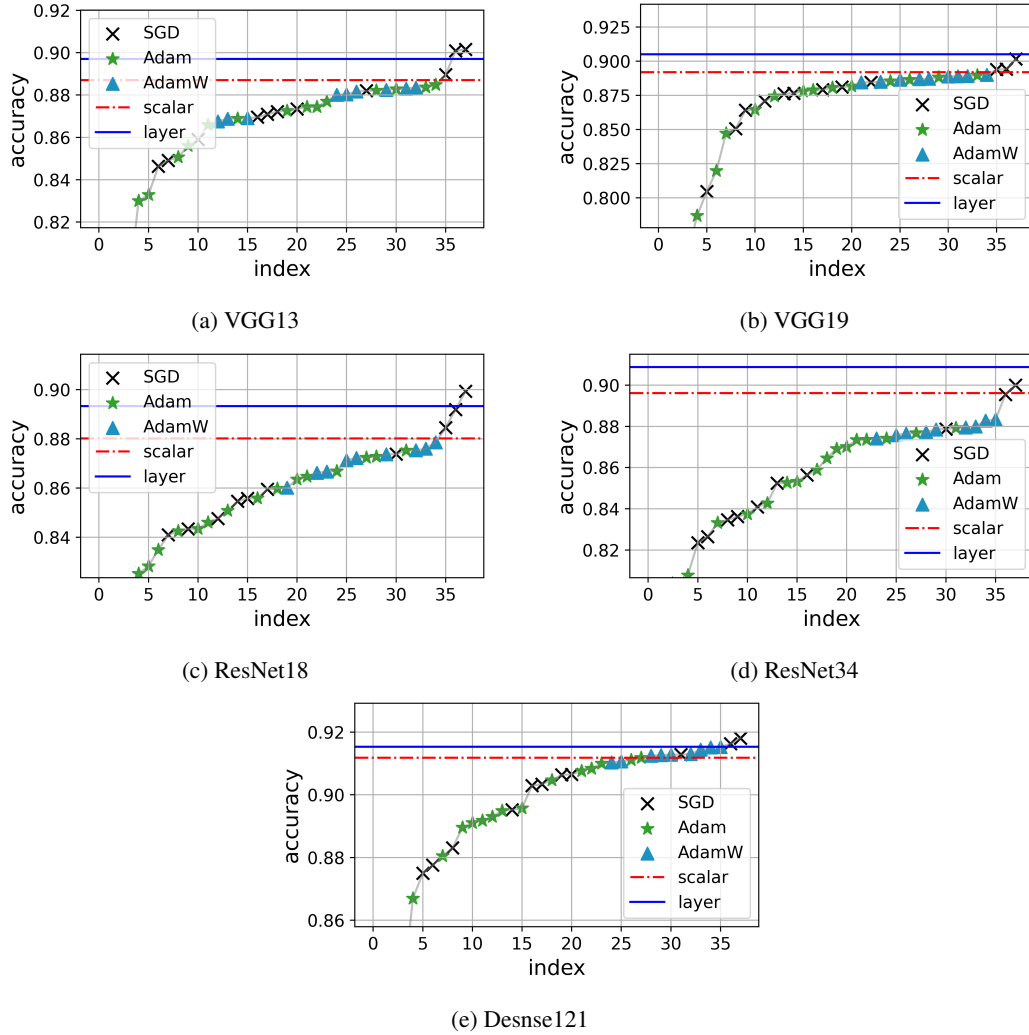 0.92
0.90
0.88
0.86
0.84
0.82
accuracy
SGD
Adam
AdamW
scalar
layer
0 5 10 15 20 25 30 35
index
(a) VGG13
0.925
0.900
0.875
0.850
0.825
0.800
accuracy
SGD
Adam
AdamW
scalar
layer
0 5 10 15 20 25 30 35
index
(b) VGG19
0.90
0.88
0.86
0.84
accuracy
SGD
Adam
AdamW
scalar
layer
0 5 10 15 20 25 30 35
index
(c) ResNet18
0.90
0.88
0.86
0.84
0.82
accuracy
SGD
Adam
AdamW
scalar
layer
0 5 10 15 20 25 30 35
index
(d) ResNet34
0.92
0.90
0.88
0.86
accuracy
SGD
Adam
AdamW
scalar
layer
0 5 10 15 20 25 30 35
index
(e) Desnse121